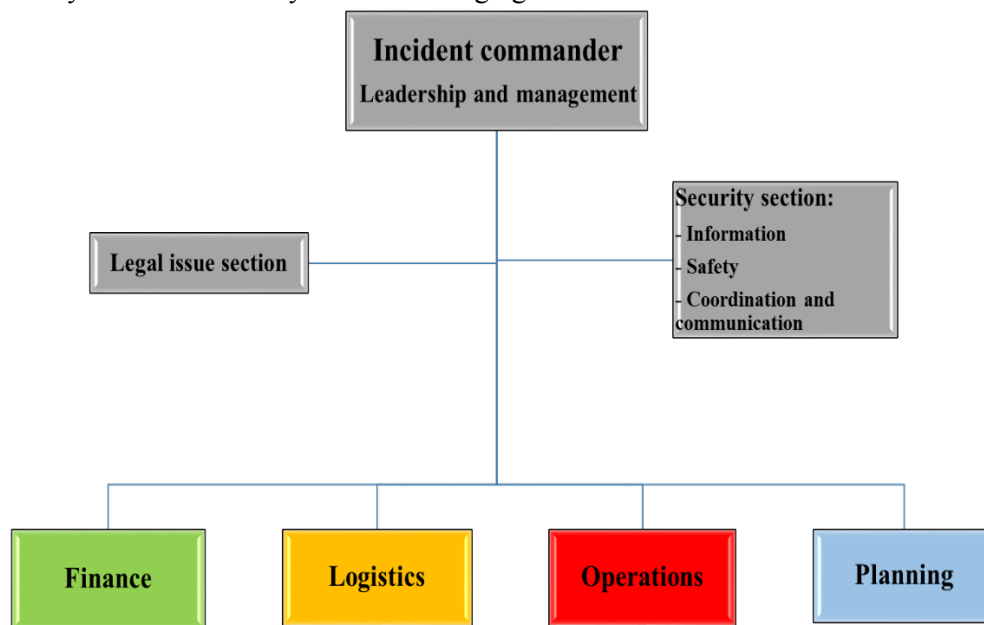 Incident commander
Leadership and management
Security section:
- Information
- Safety
- Coordination and
communication
Legal issue section
Finance
Logistics
Operations
Planning